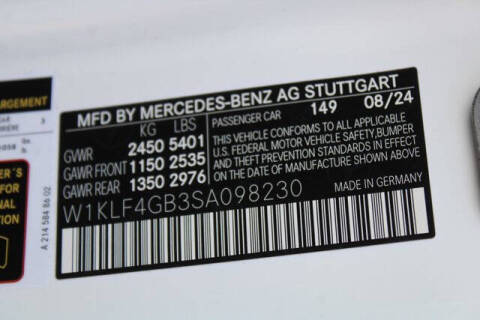 MFD BY MERCEDES-BENZ AG STUTTGART
KG LBS
GVWR 2450 5401
GAWR FRONT 1150 2535
GAWR REAR 1350 2976
PASSENGER CAR 149 08/24
THIS VEHICLE CONFORMS TO ALL APPLICABLE
U.S. FEDERAL MOTOR VEHICLE SAFETY, BUMPER
AND THEFT PREVENTION STANDARDS IN EFFECT
ON THE DATE OF MANUFACTURE SHOWN ABOVE.
W1KLF4GB3SA098230
MADE IN GERMANY
ARGEMENT
A 214 584 86 02